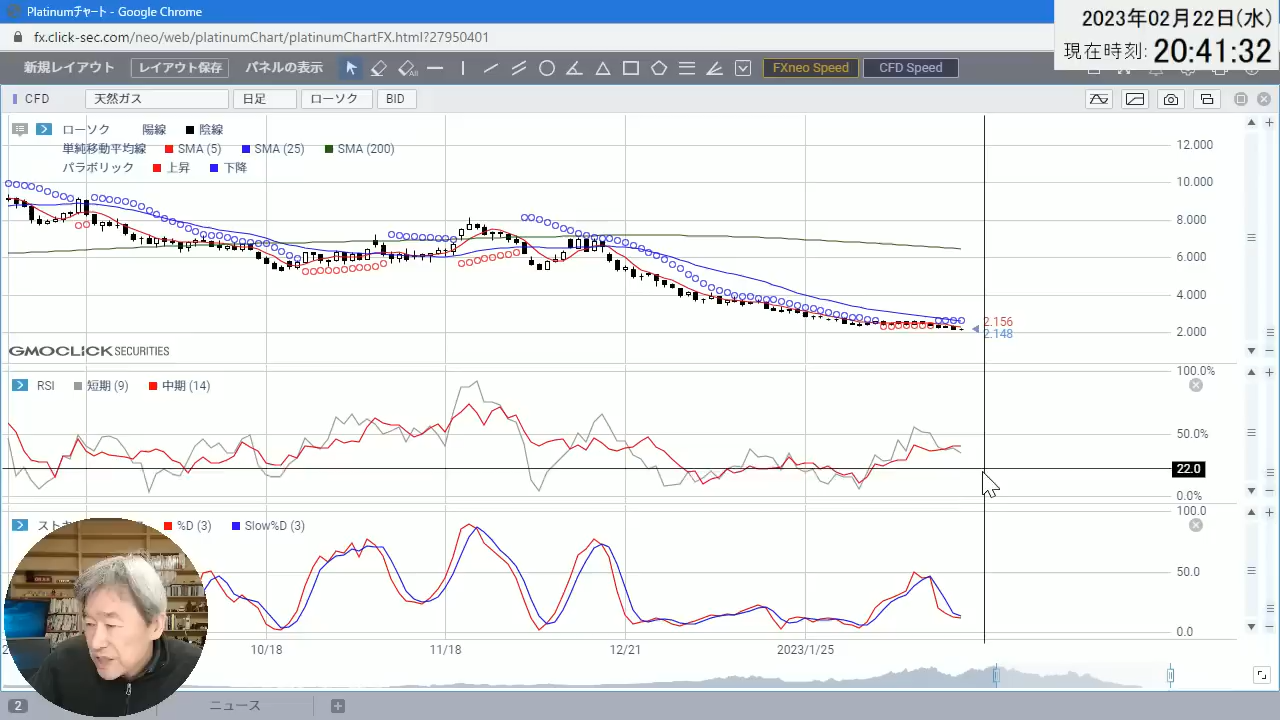 Platinumチャート - Google Chrome
2023年02月22日(水)
fx.click-sec.com/neo/web/platinumChart/platinumChartFX.html?27950401
現在時刻: 20:41:32
新規レイアウト レイアウト保存 パネルの表示 FXneo Speed CFD Speed
CFD 天然ガス 日足 ローソク BID
ローソク 陽線 陰線
単純移動平均線 SMA (5) SMA (25) SMA (200)
パラボリック 上昇 下降
12.000
10.000
8.000
6.000
4.000
2.156
2.000
2.148
GMOCLICK SECURITIES
RSI 短期 (9) 中期 (14)
100.0%
50.0%
22.0
0.0%
%D (3) Slow%D (3)
100.0
50.0
0.0
10/18 11/18 12/21 2023/1/25
2 ニュース